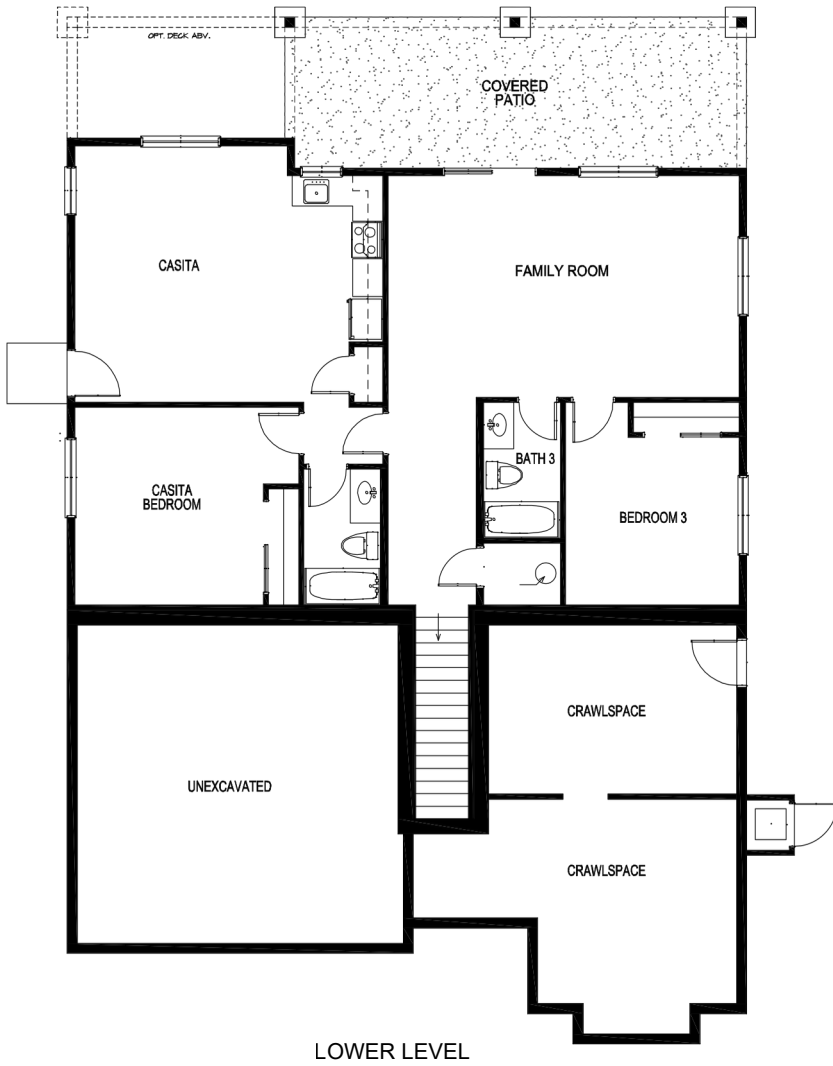 OPT. DECK ABV.
COVERED
PATIO
CASITA
FAMILY ROOM
BATH 3
CASITA
BEDROOM
BEDROOM 3
CRAWLSPACE
UNEXCAVATED
CRAWLSPACE
LOWER LEVEL